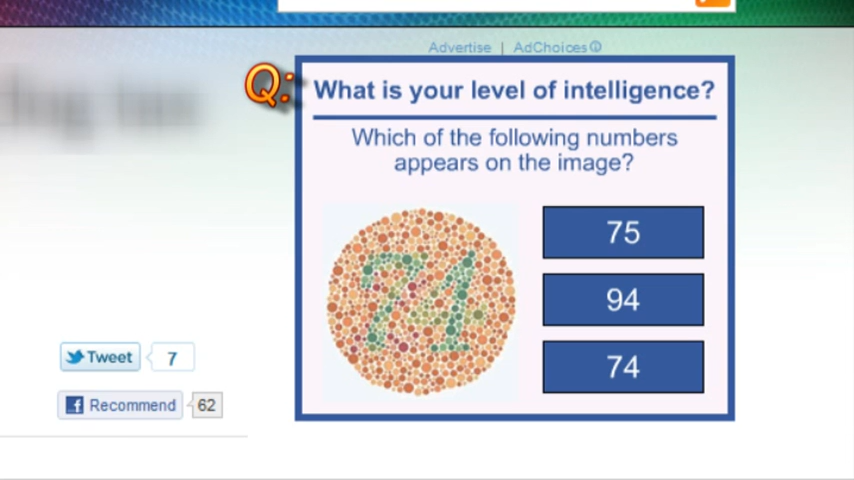 Advertise | AdChoices
Q:
What is your level of intelligence?
Which of the following numbers
appears on the image?
74
75
94
74
Tweet 7
Recommend 62